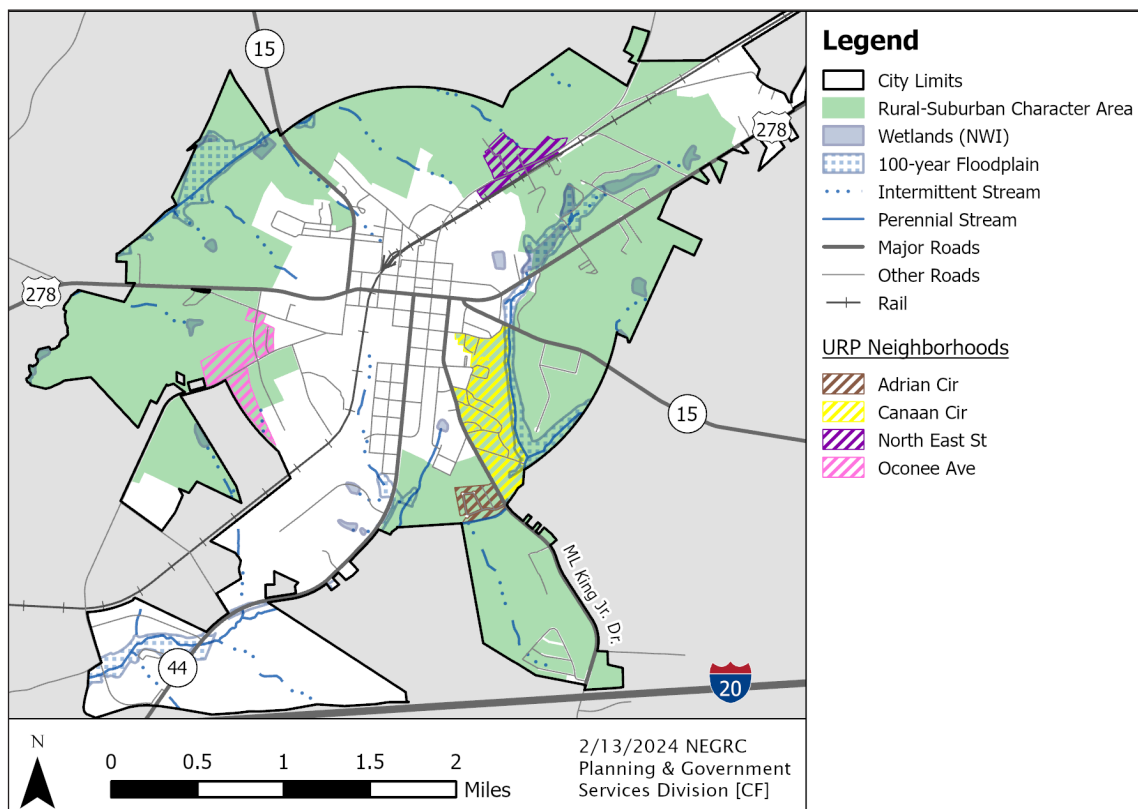 15
278
278
15
ML King Jr. Dr.
44
20
Legend
City Limits
Rural-Suburban Character Area
Wetlands (NWI)
100-year Floodplain
Intermittent Stream
Perennial Stream
Major Roads
Other Roads
Rail
URP Neighborhoods
Adrian Cir
Canaan Cir
North East St
Oconee Ave
N
0 0.5 1 1.5 2
Miles
2/13/2024 NEGRC
Planning & Government
Services Division [CF]